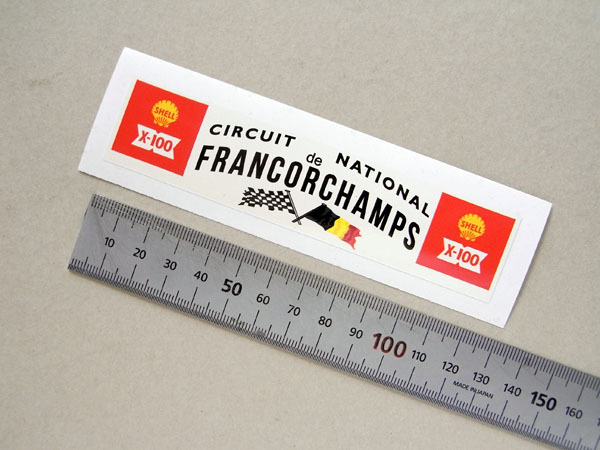 SHELL
X-100
CIRCUIT de NATIONAL
FRANCORCHAMPS
SHELL
X-100
10 20 30 40 50 60 70 80 90 100 110 120 130 140 150 160
MADE IN JAPAN